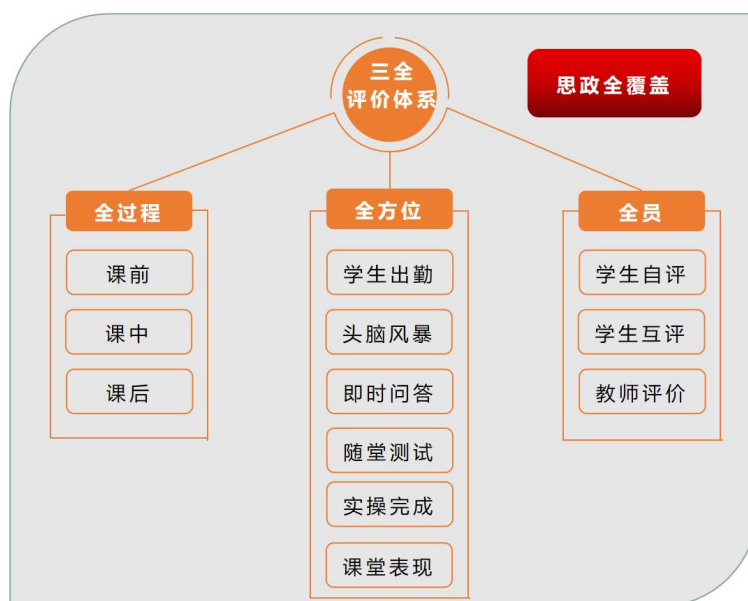 三全
评价体系
思政全覆盖
全过程
课前
课中
课后
全方位
学生出勤
头脑风暴
即时问答
随堂测试
实操完成
课堂表现
全员
学生自评
学生互评
教师评价